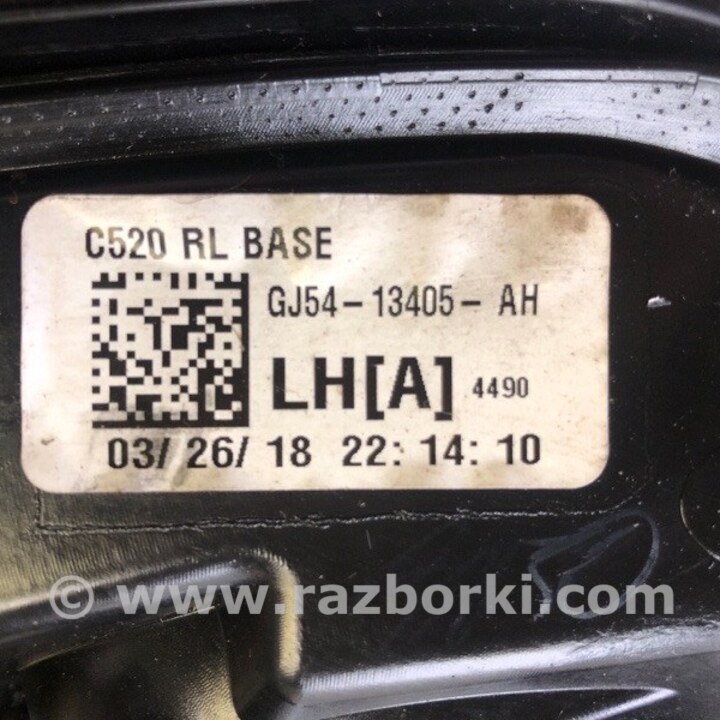 C520 RL BASE
GJ54-13405-AH
LH[A] 4490
03/ 26/ 18 22: 14: 10
© www.razborki.com